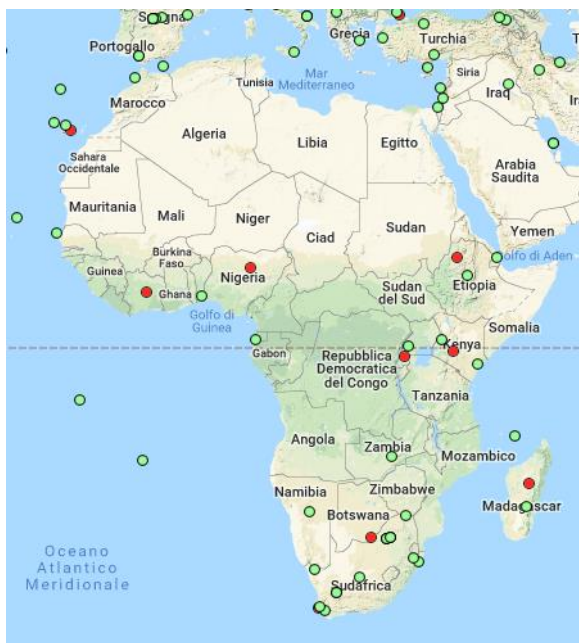 Spagna
Portogallo
Grecia
Turchia
Mar
Mediterraneo
Siria
Iraq
Tunisia
Marocco
Algeria
Libia
Egitto
Sahara
Occidentale
Arabia
Saudita
Mauritania
Mali
Niger
Ciad
Sudan
Yemen
Golfo di Aden
Burkina
Faso
Guinea
Ghana
Nigeria
Sudan
del Sud
Etiopia
Golfo di
Guinea
Somalia
Gabon
Kenya
Repubblica
Democratica
del Congo
Tanzania
Angola
Zambia
Mozambico
Namibia
Zimbabwe
Botswana
Madagascar
Oceano
Atlantico
Meridionale
Sudafrica